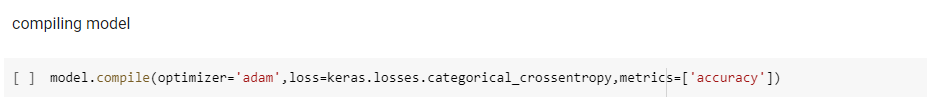 compiling model
[ ] model.compile(optimizer='adam',loss=keras.losses.categorical_crossentropy,metrics=['accuracy'])